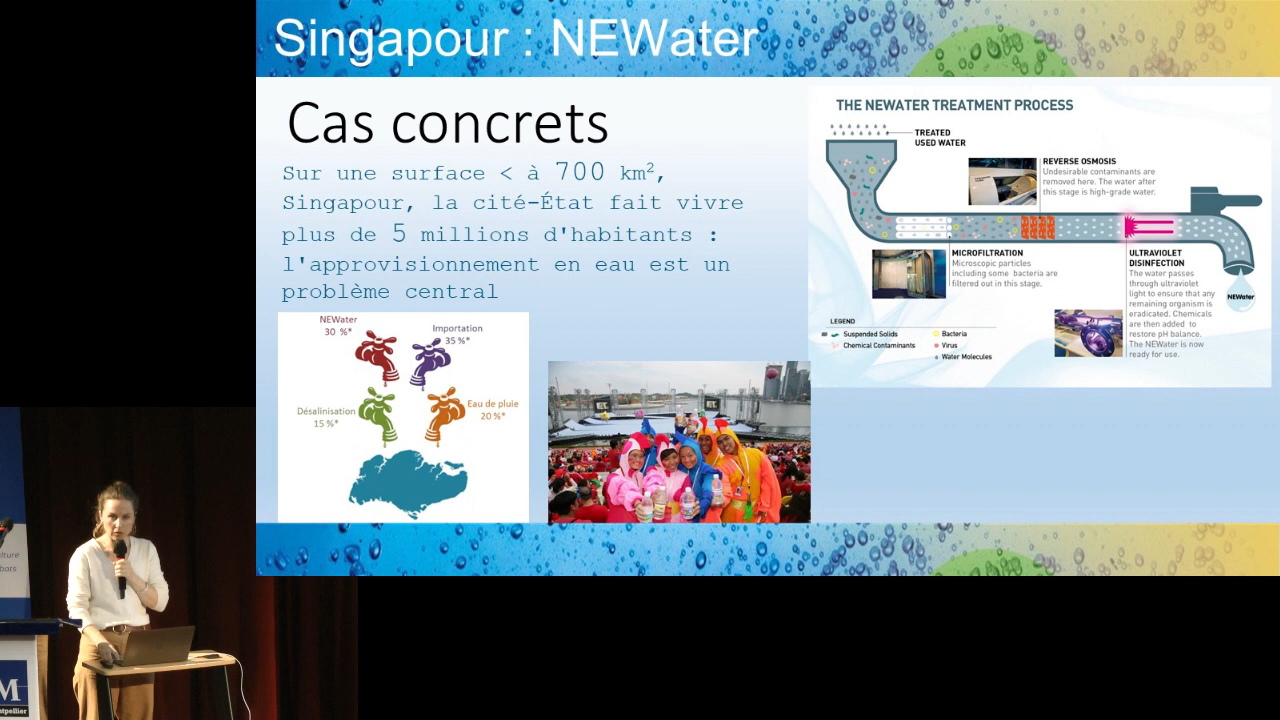 Singapour : NEWater
Cas concrets
Sur une surface < à 700 km²,
Singapour, la cité-État fait vivre
plus de 5 millions d'habitants :
l'approvisionnement en eau est un
problème central
NEWater
30 %*
Importation
35 %*
Désalinisation
15 %*
Eau de pluie
20 %*
THE NEWATER TREATMENT PROCESS
TREATED
USED WATER
REVERSE OSMOSIS
Undesirable contaminants are
removed here. The water after
this stage is high-grade water.
MICROFILTRATION
Microscopic particles
including some bacteria are
filtered out in this stage.
ULTRAVIOLET
DISINFECTION
The water passes
through ultraviolet
light to ensure that any
remaining organism is
eradicated. Chemicals
are then added to
restore pH balance.
The NEWater is now
ready for use.
NEWater
LEGEND
Suspended Solids
Chemical Contaminants
Bacteria
Virus
Water Molecules
lture
bors
M
ntpellier